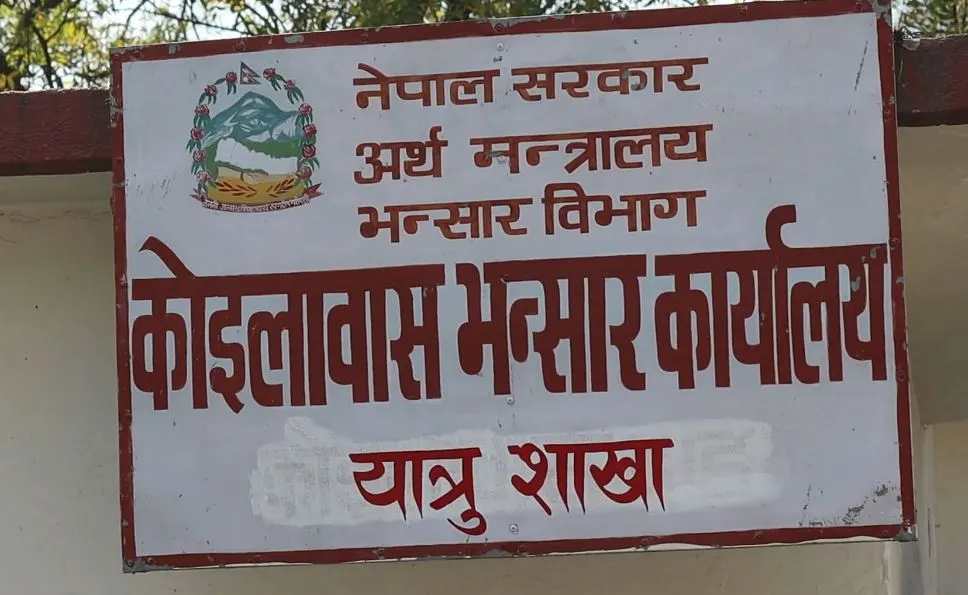 नेपाल सरकार
अर्थ मन्त्रालय
भन्सार विभाग
कोइलावास भन्सार कार्यालय
यात्रु शाखा